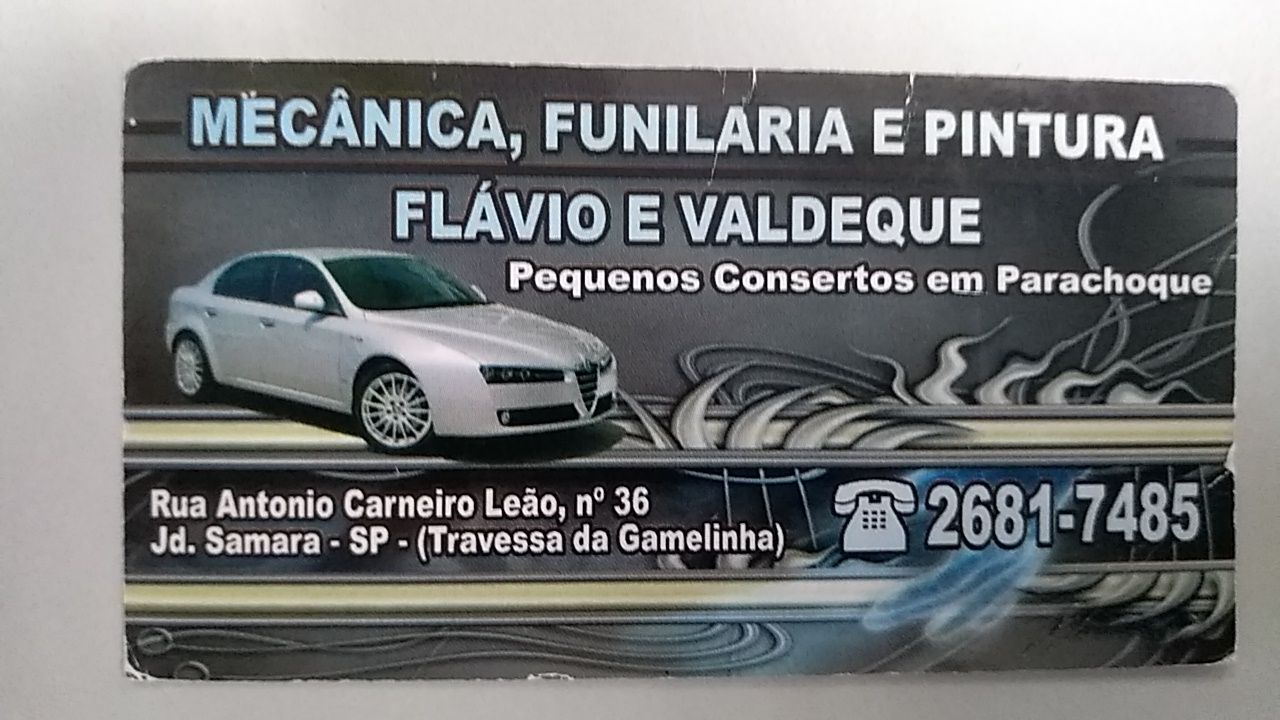 MECÂNICA, FUNILARIA E PINTURA
FLÁVIO E VALDEQUE
Pequenos Consertos em Parachoque
Rua Antonio Carneiro Leão, nº 36
Jd. Samara - SP - (Travessa da Gamelinha)
2681-7485